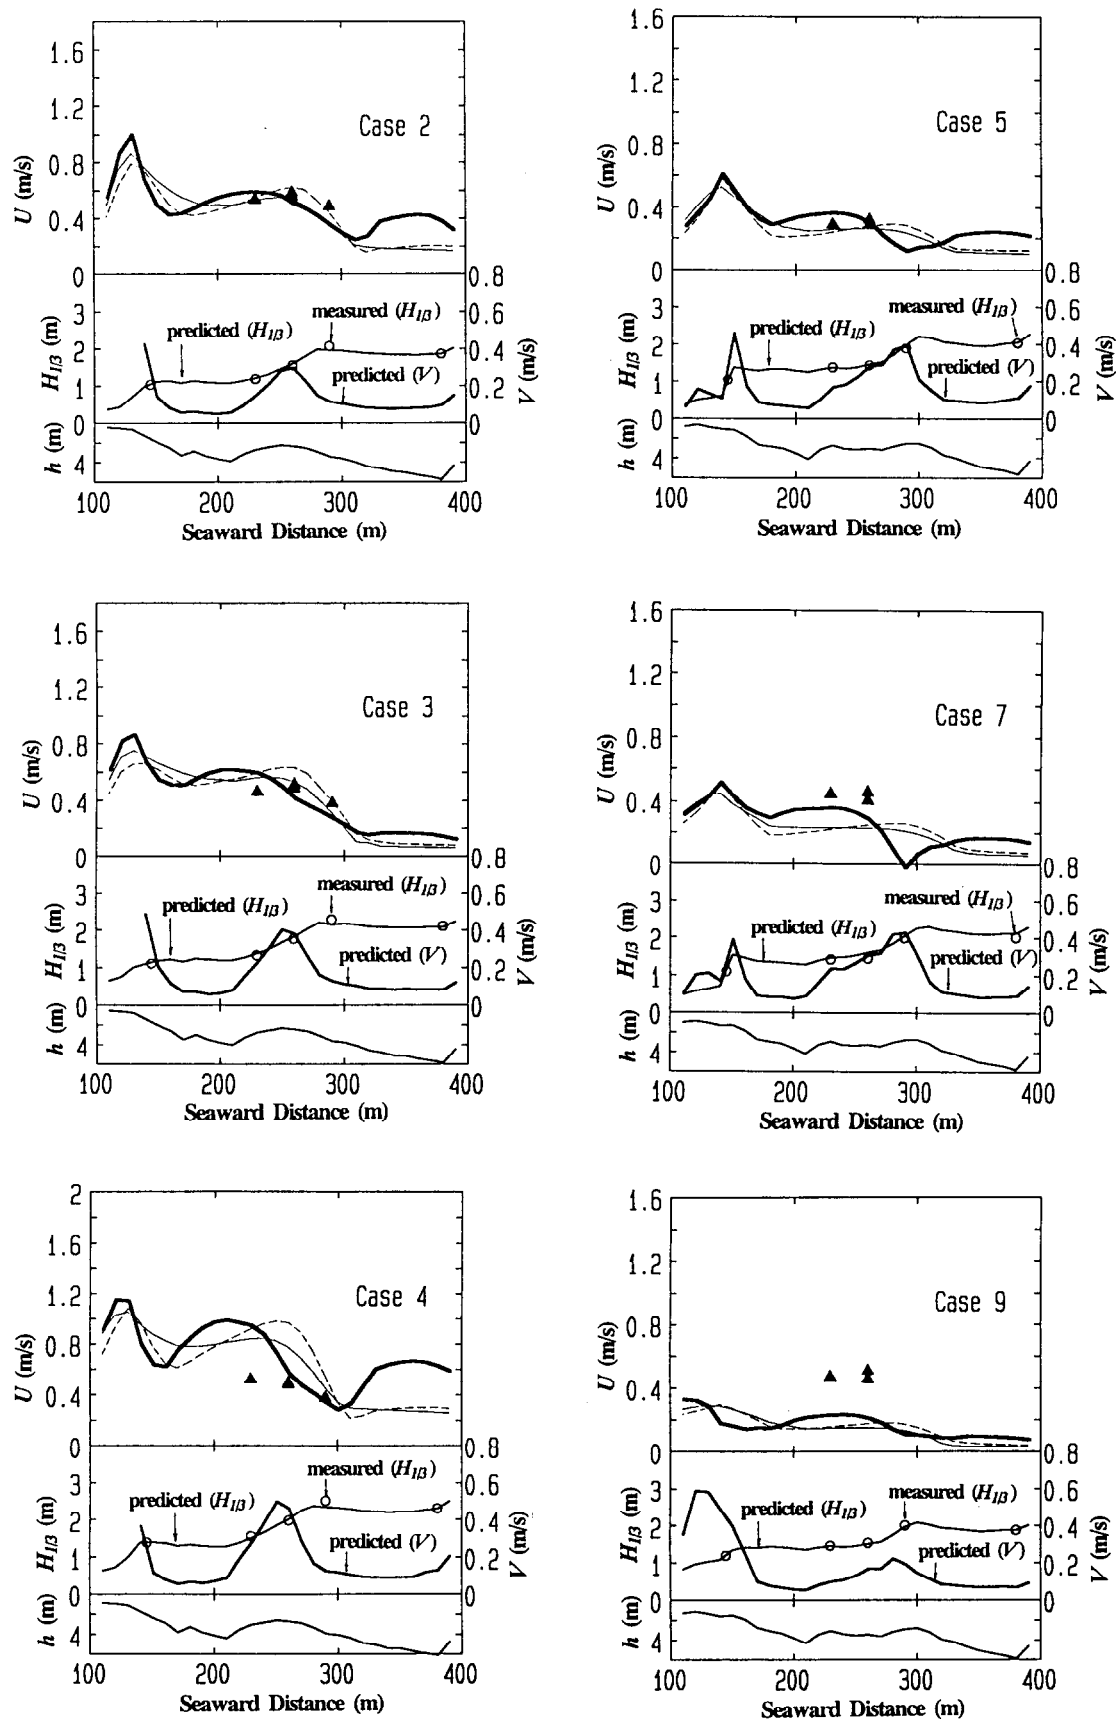 1.6
1.2
0.8
0.4
0
U (m/s)
Case 2
0.8
3
2
1
0
H1/3 (m)
predicted (H1/3)
measured (H1/3)
predicted (V)
0.6
0.4
0.2
0
V (m/s)
4
h (m)
100 200 300 400
Seaward Distance (m)
1.6
1.2
0.8
0.4
0
U (m/s)
Case 5
0.8
3
2
1
0
H1/3 (m)
predicted (H1/3)
measured (H1/3)
predicted (V)
0.6
0.4
0.2
0
V (m/s)
4
h (m)
100 200 300 400
Seaward Distance (m)
1.6
1.2
0.8
0.4
0
U (m/s)
Case 3
0.8
3
2
1
0
H1/3 (m)
predicted (H1/3)
measured (H1/3)
predicted (V)
0.6
0.4
0.2
0
V (m/s)
4
h (m)
100 200 300 400
Seaward Distance (m)
1.6
1.2
0.8
0.4
0
U (m/s)
Case 7
0.8
3
2
1
0
H1/3 (m)
predicted (H1/3)
measured (H1/3)
predicted (V)
0.6
0.4
0.2
0
V (m/s)
4
h (m)
100 200 300 400
Seaward Distance (m)
2
1.6
1.2
0.8
0.4
0
U (m/s)
Case 4
0.8
3
2
1
0
H1/3 (m)
predicted (H1/3)
measured (H1/3)
predicted (V)
0.6
0.4
0.2
0
V (m/s)
4
h (m)
100 200 300 400
Seaward Distance (m)
1.6
1.2
0.8
0.4
0
U (m/s)
Case 9
0.8
3
2
1
0
H1/3 (m)
predicted (H1/3)
measured (H1/3)
predicted (V)
0.6
0.4
0.2
0
V (m/s)
4
h (m)
100 200 300 400
Seaward Distance (m)